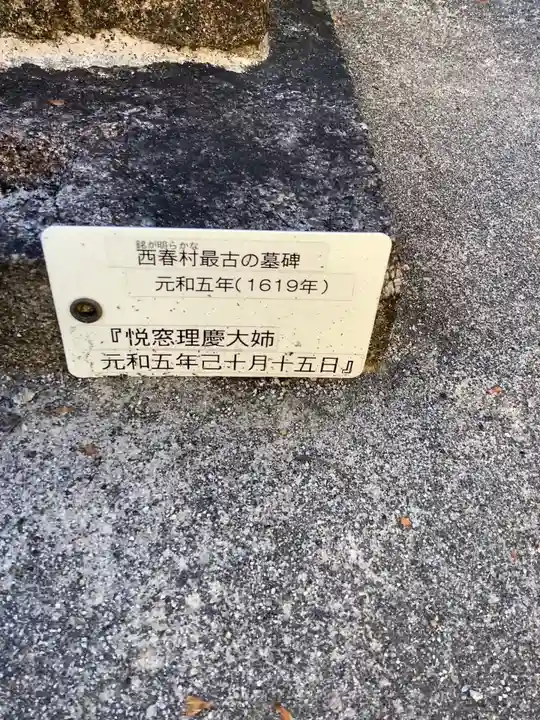 銘が明らかな
西春村最古の墓碑
元和五年(1619年)
『悦窓理慶大姉
元和五年己十月十五日』